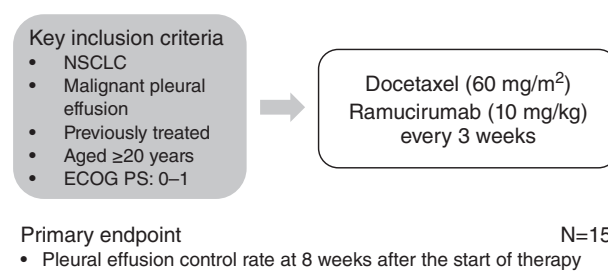 Key inclusion criteria
• NSCLC
• Malignant pleural
effusion
• Previously treated
• Aged ≥20 years
• ECOG PS: 0–1
Docetaxel (60 mg/m²)
Ramucirumab (10 mg/kg)
every 3 weeks
Primary endpoint N=15
• Pleural effusion control rate at 8 weeks after the start of therapy